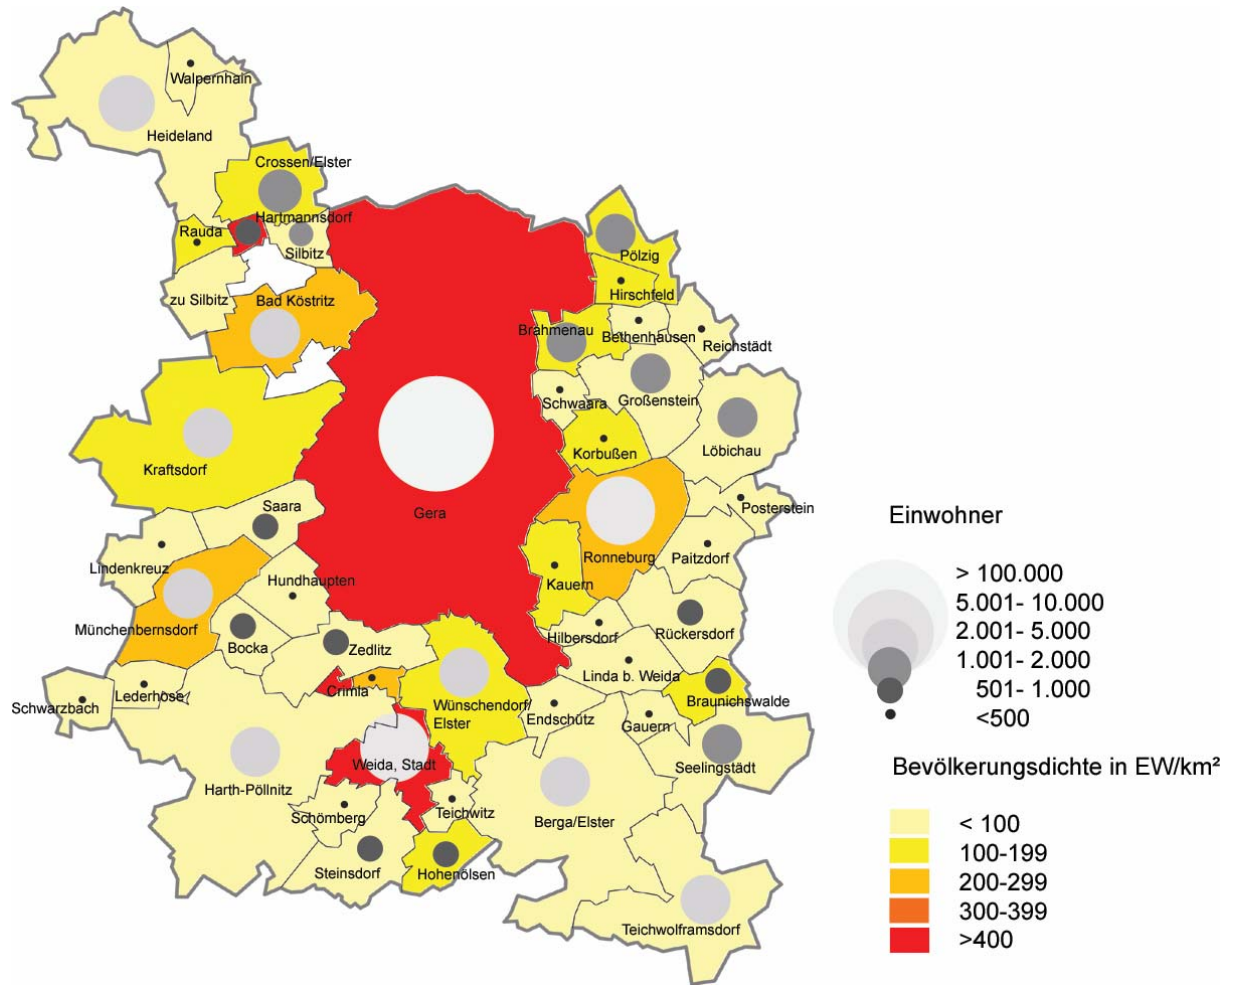 Walpernhain
Heideland
Crossen/Elster
Hartmannsdorf
Rauda
Silbitz
Pölzig
zu Silbitz
Bad Köstritz
Hirschfeld
Brahmenau
Bethenhausen
Reichstädt
Schwaara
Großenstein
Korbußen
Löbichau
Kraftsdorf
Saara
Gera
Posterstein
Ronneburg
Paitzdorf
Lindenkreuz
Hundhaupten
Kauern
Münchenbernsdorf
Bocka
Zedlitz
Hilbersdorf
Rückersdorf
Linda b. Weida
Lederhose
Crimla
Schwarzbach
Wünschendorf/
Elster
Endschütz
Gauern
Braunichswalde
Weida, Stadt
Seelingstädt
Harth-Pöllnitz
Schömberg
Teichwitz
Berga/Elster
Steinsdorf
Hohenölsen
Teichwolframsdorf
Einwohner
> 100.000
5.001- 10.000
2.001- 5.000
1.001- 2.000
501- 1.000
<500
Bevölkerungsdichte in EW/km²
< 100
100-199
200-299
300-399
>400